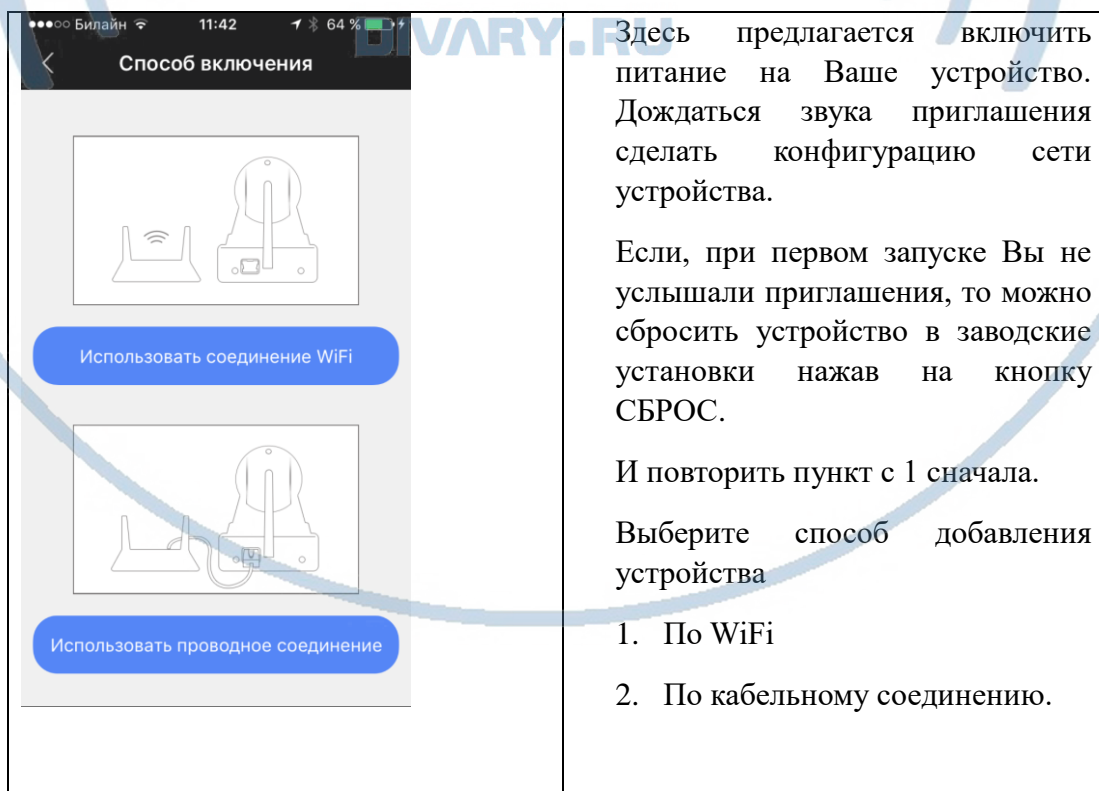 ●●●○○ Билайн 11:42 64 %
Способ включения
Использовать соединение WiFi
Использовать проводное соединение
DIVARY.RU
Здесь предлагается включить
питание на Ваше устройство.
Дождаться звука приглашения
сделать конфигурацию сети
устройства.
Если, при первом запуске Вы не
услышали приглашения, то можно
сбросить устройство в заводские
установки нажав на кнопку
СБРОС.
И повторить пункт с 1 сначала.
Выберите способ добавления
устройства
1. По WiFi
2. По кабельному соединению.